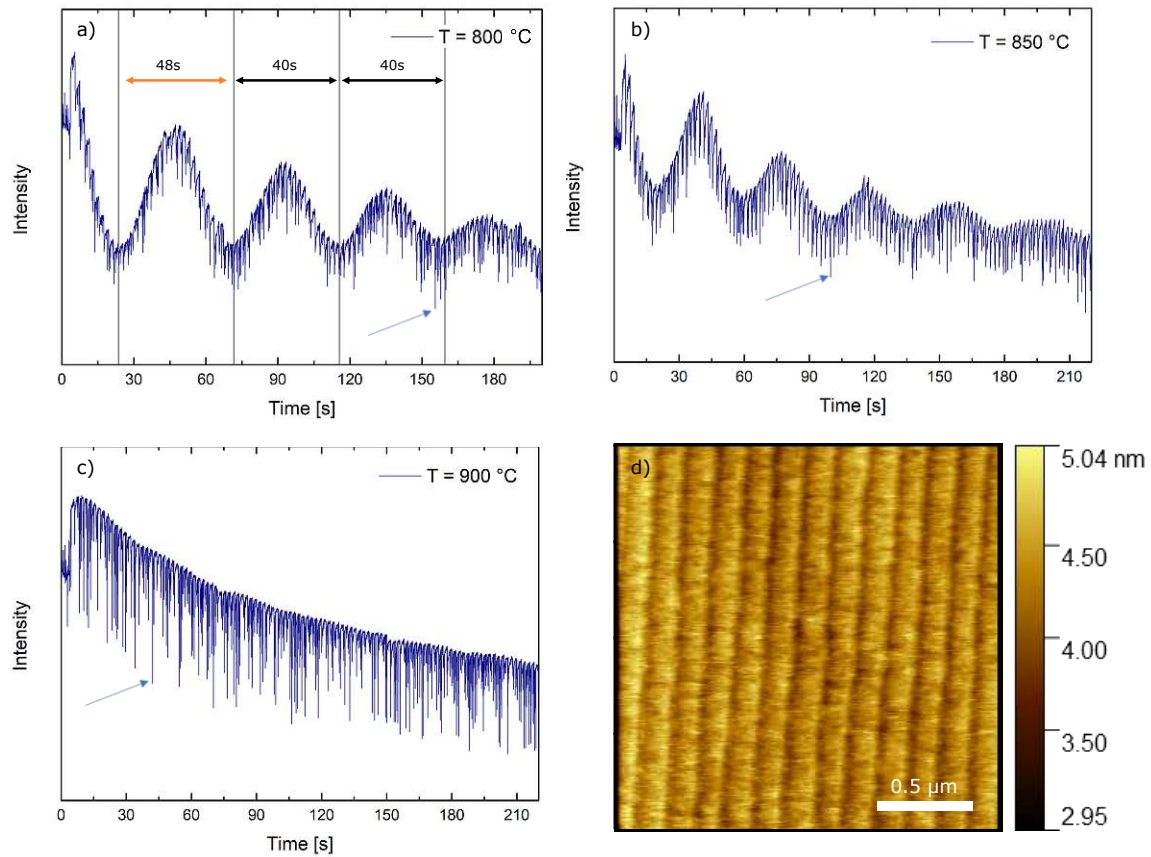 a)
T = 800 °C
48s
40s
40s
Intensity
0
30
60
90
120
150
180
Time [s]
b)
T = 850 °C
Intensity
0
30
60
90
120
150
180
210
Time [s]
c)
T = 900 °C
Intensity
0
30
60
90
120
150
180
210
Time [s]
d)
0.5 µm
5.04 nm
4.50
4.00
3.50
2.95